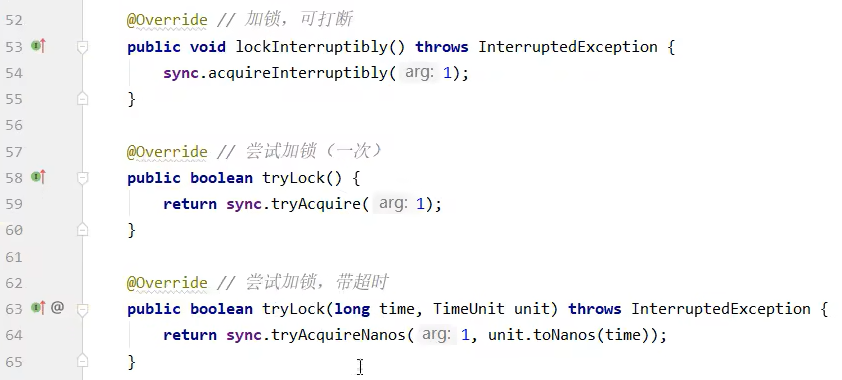 52 @Override // 加锁，可打断
53 public void lockInterruptibly() throws InterruptedException {
54 sync.acquireInterruptibly( arg: 1);
55 }
56
57 @Override // 尝试加锁（一次）
58 public boolean tryLock() {
59 return sync.tryAcquire( arg: 1);
60 }
61
62 @Override // 尝试加锁，带超时
63 @ public boolean tryLock(long time, TimeUnit unit) throws InterruptedException {
64 return sync.tryAcquireNanos( arg: 1, unit.toNanos(time));
65 }